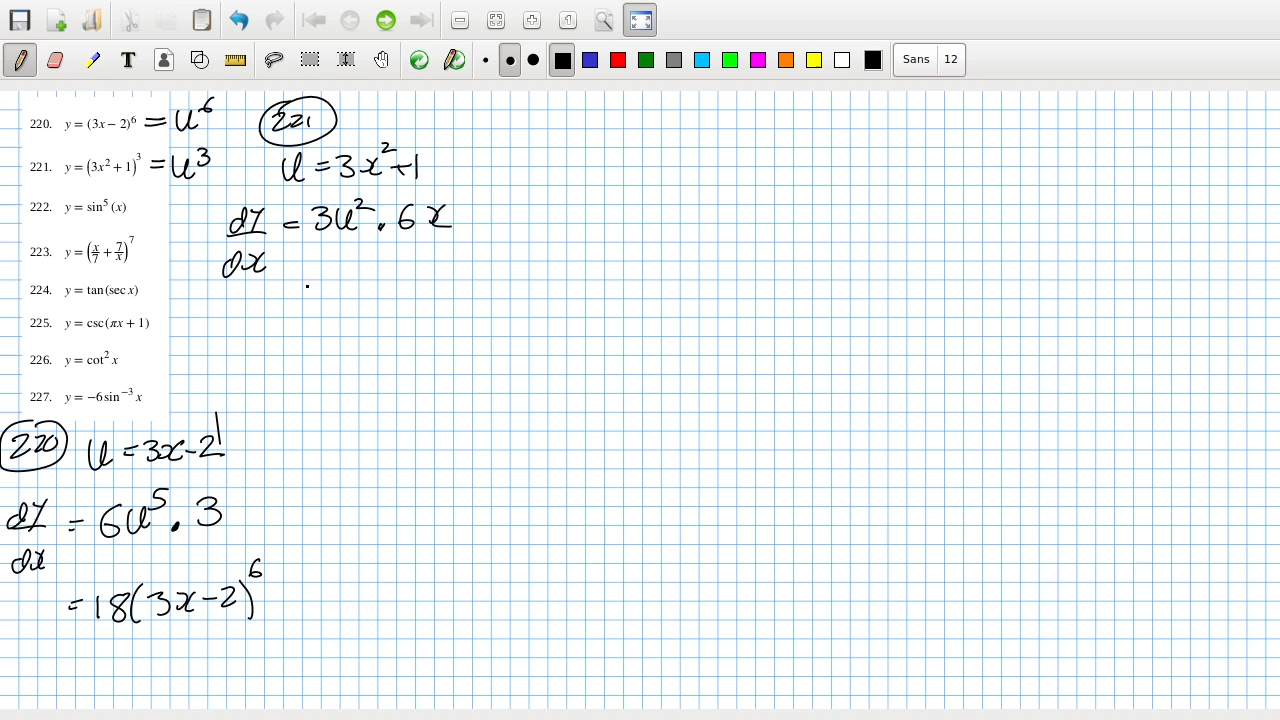 Sans 12
220. y = (3x − 2)⁶ = u⁶
221. y = (3x² + 1)³ = u³
222. y = sin⁵ (x)
223. y = (x/7 + 7/x)⁷
224. y = tan(sec x)
225. y = csc(πx + 1)
226. y = cot² x
227. y = −6 sin⁻³ x
220 u = 3x-2
dy/dx = 6u⁵ . 3
= 18(3x-2)⁶
221
u = 3x²+1
dy/dx = 3u² . 6x